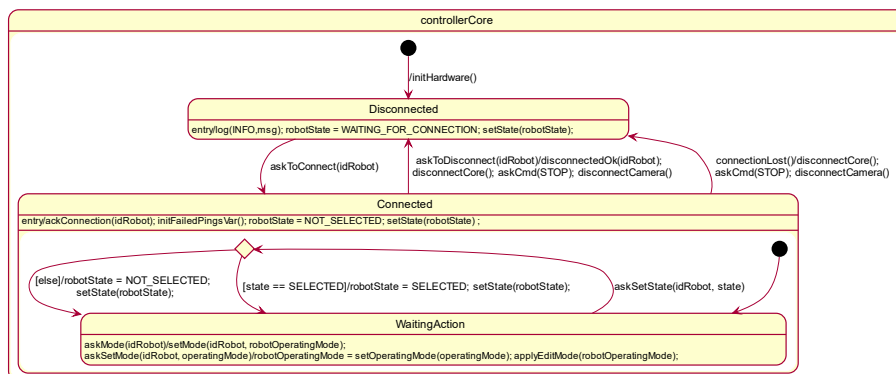 controllerCore
/initHardware()
Disconnected
entry/log(INFO,msg); robotState = WAITING_FOR_CONNECTION; setState(robotState);
askToConnect(idRobot)
askToDisconnect(idRobot)/disconnectedOk(idRobot);
disconnectCore(); askCmd(STOP); disconnectCamera()
connectionLost()/disconnectCore();
askCmd(STOP); disconnectCamera()
Connected
entry/ackConnection(idRobot); initFailedPingsVar(); robotState = NOT_SELECTED; setState(robotState) ;
[else]/robotState = NOT_SELECTED;
setState(robotState);
[state == SELECTED]/robotState = SELECTED; setState(robotState);
askSetState(idRobot, state)
WaitingAction
askMode(idRobot)/setMode(idRobot, robotOperatingMode);
askSetMode(idRobot, operatingMode)/robotOperatingMode = setOperatingMode(operatingMode); applyEditMode(robotOperatingMode);